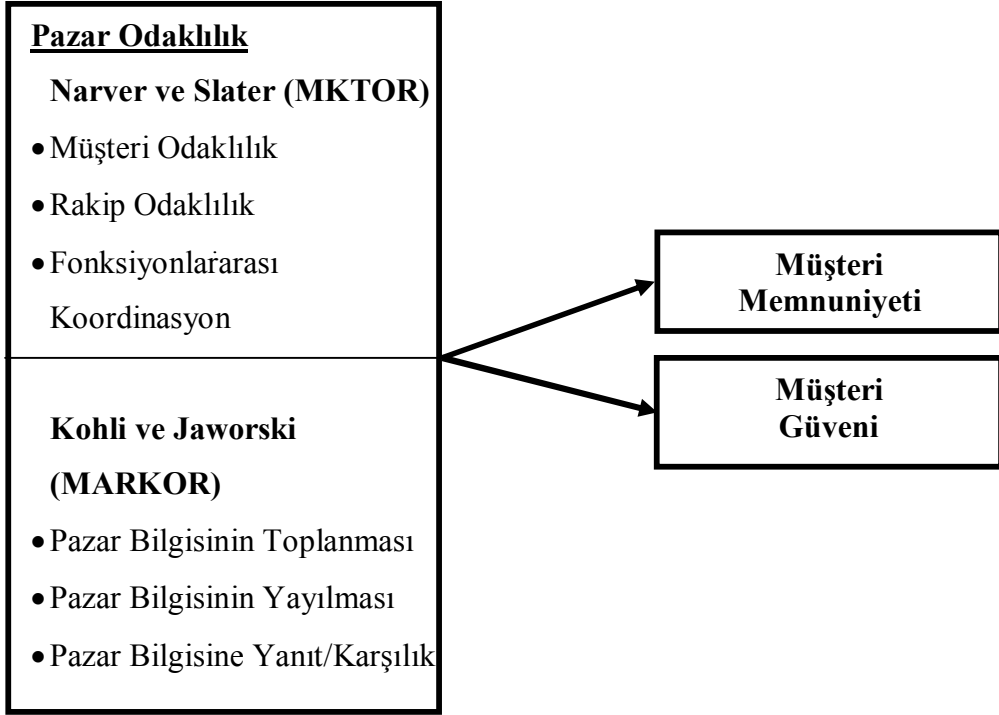 Pazar Odaklılık
Narver ve Slater (MKTOR)
• Müşteri Odaklılık
• Rakip Odaklılık
• Fonksiyonlararası
Koordinasyon
Kohli ve Jaworski
(MARKOR)
• Pazar Bilgisinin Toplanması
• Pazar Bilgisinin Yayılması
• Pazar Bilgisine Yanıt/Karşılık
Müşteri
Memnuniyeti
Müşteri
Güveni